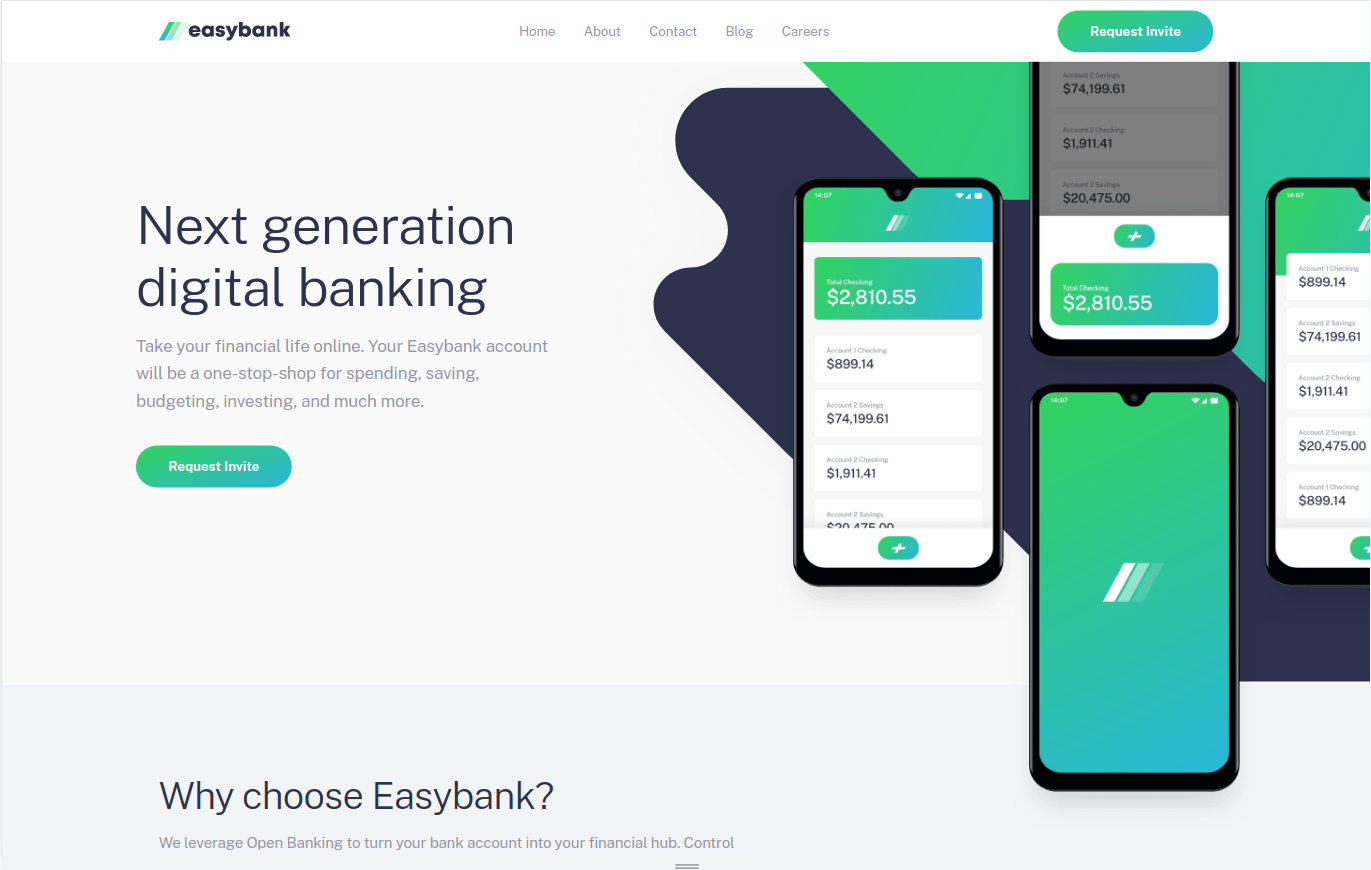 easybank
Home
About
Contact
Blog
Careers
Request Invite
Next generation
digital banking
Take your financial life online. Your Easybank account
will be a one-stop-shop for spending, saving,
budgeting, investing, and much more.
Request Invite
14:07
Total Checking
$2,810.55
Account 1 Checking
$899.14
Account 2 Savings
$74,199.61
Account 2 Checking
$1,911.41
Account 2 Savings
$20,475.00
Account 2 Savings
$74,199.61
Account 2 Checking
$1,911.41
Account 2 Savings
$20,475.00
Total Checking
$2,810.55
14:07
14:07
Account 1 Checking
$899.14
Account 2 Savings
$74,199.61
Account 2 Checking
$1,911.41
Account 2 Savings
$20,475.00
Account 1 Checking
$899.14
Why choose Easybank?
We leverage Open Banking to turn your bank account into your financial hub. Control